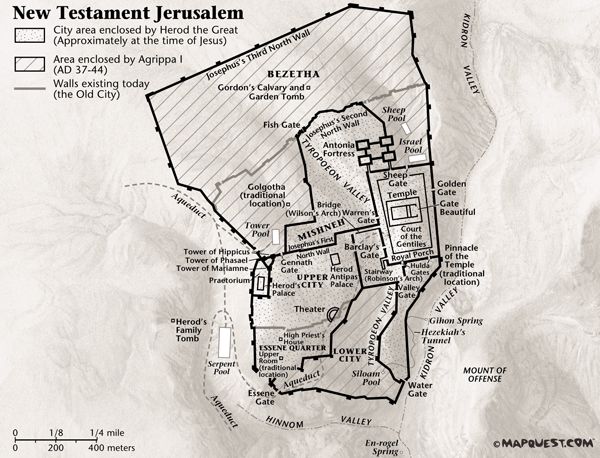 New Testament Jerusalem
City area enclosed by Herod the Great
(Approximately at the time of Jesus)
Area enclosed by Agrippa I
(AD 37-44)
Walls existing today
(the Old City)
Josephus's Third North Wall
KIDRON
VALLEY
BEZETHA
Gordon's Calvary and
Garden Tomb
Fish Gate
Josephus's Second
North Wall
Sheep
Pool
Israel
Pool
Antonia
Fortress
TYROPOEON VALLEY
Sheep
Gate
Golden
Gate
Temple
Gate
Beautiful
Golgotha
(traditional
location)
Aqueduct
Bridge
(Wilson's Arch)
Warren's
Gate
Court
of the
Gentiles
Tower
Pool
MISHNEH
Josephus's First
North Wall
Barclay's
Gate
Royal Porch
Pinnacle
of the
Temple
(traditional
location)
Tower of Hippicus
Tower of Phasael
Tower of Mariamne
Gennath
Gate
Praetorium
Herod's
Palace
UPPER
CITY
Herod
Antipas
Palace
Stairway
(Robinson's Arch)
Hulda
Gates
Valley
Gate
Theater
Gihon Spring
Hezekiah's
Tunnel
KIDRON VALLEY
TYROPOEON VALLEY
Herod's
Family
Tomb
High Priest's
House
ESSENE QUARTER
Upper
Room
(traditional
location)
LOWER
CITY
Serpent
Pool
Aqueduct
Siloam
Pool
MOUNT OF
OFFENSE
Water
Gate
Essene
Gate
Aqueduct
HINNOM VALLEY
En-rogel
Spring
0 1/8 1/4 mile
0 200 400 meters
©MAPQUEST.COM™